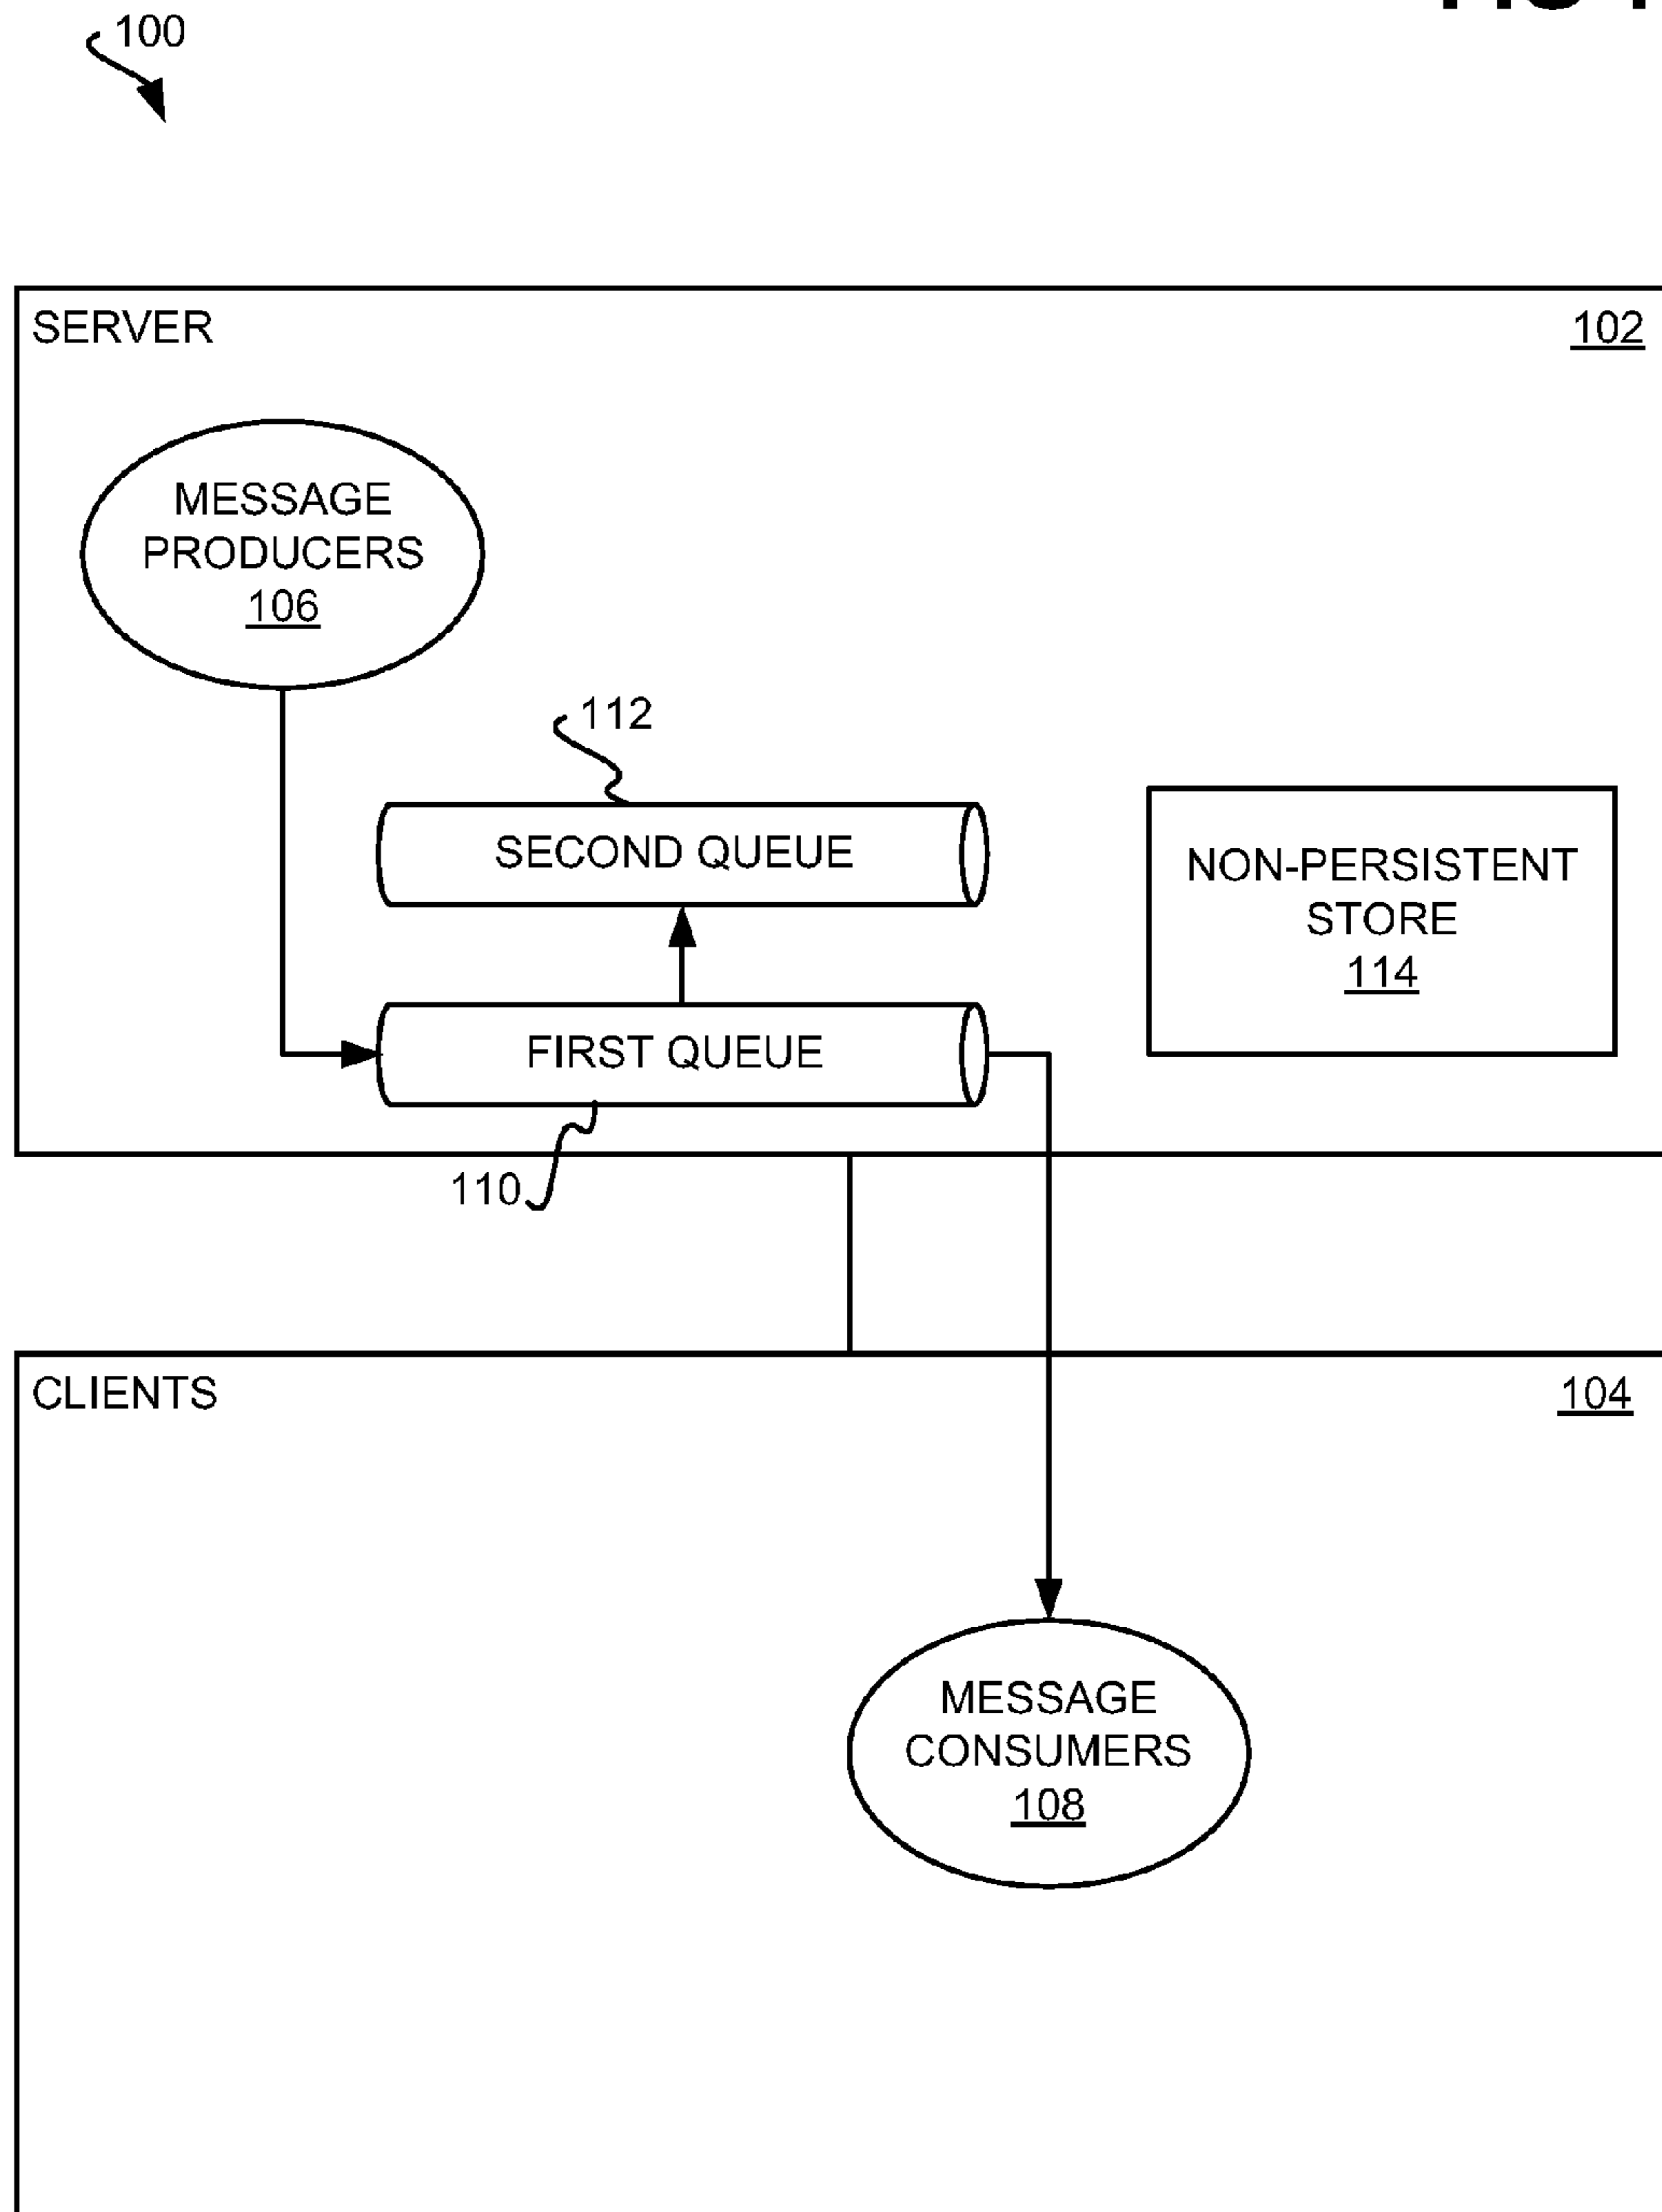 100
SERVER
102
MESSAGE
PRODUCERS
106
112
SECOND QUEUE
NON-PERSISTENT
STORE
114
FIRST QUEUE
110
CLIENTS
104
MESSAGE
CONSUMERS
108